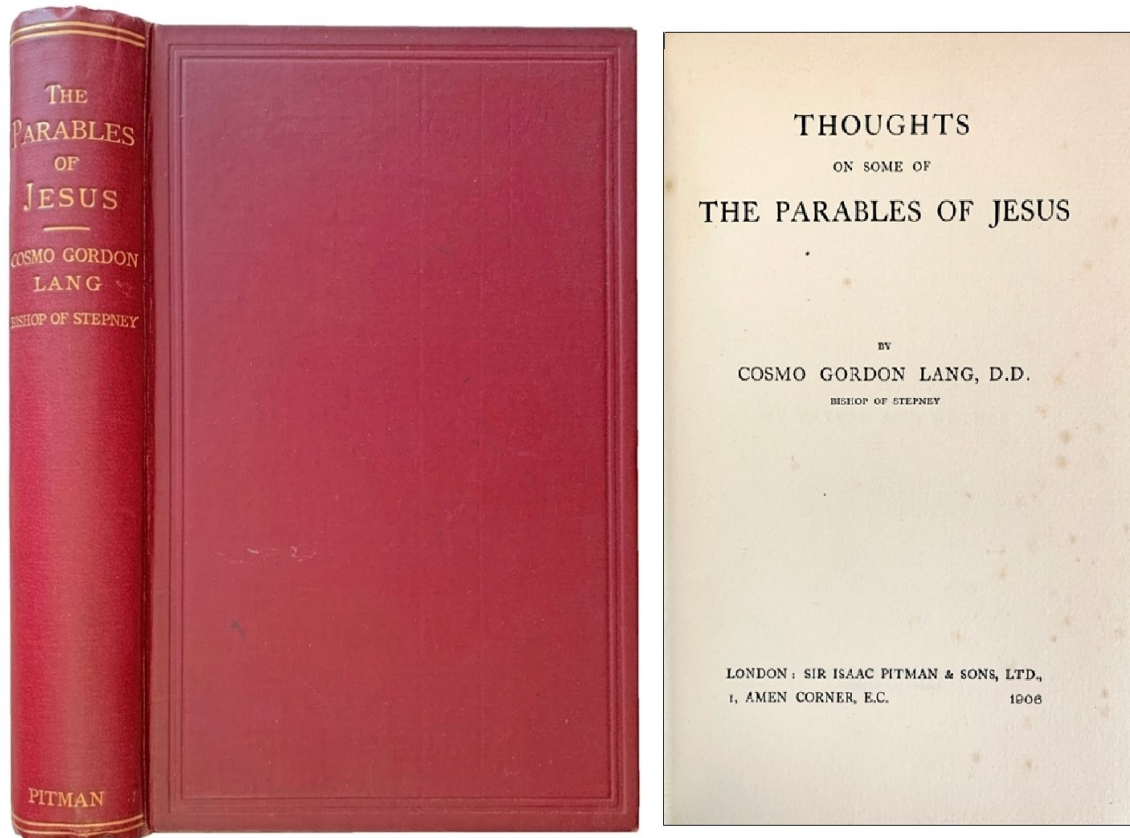 THE
PARABLES
OF
JESUS
COSMO GORDON
LANG
BISHOP OF STEPNEY
PITMAN
THOUGHTS
ON SOME OF
THE PARABLES OF JESUS
BY
COSMO GORDON LANG, D.D.
BISHOP OF STEPNEY
LONDON: SIR ISAAC PITMAN & SONS, LTD.,
1, AMEN CORNER, E.C. 1906